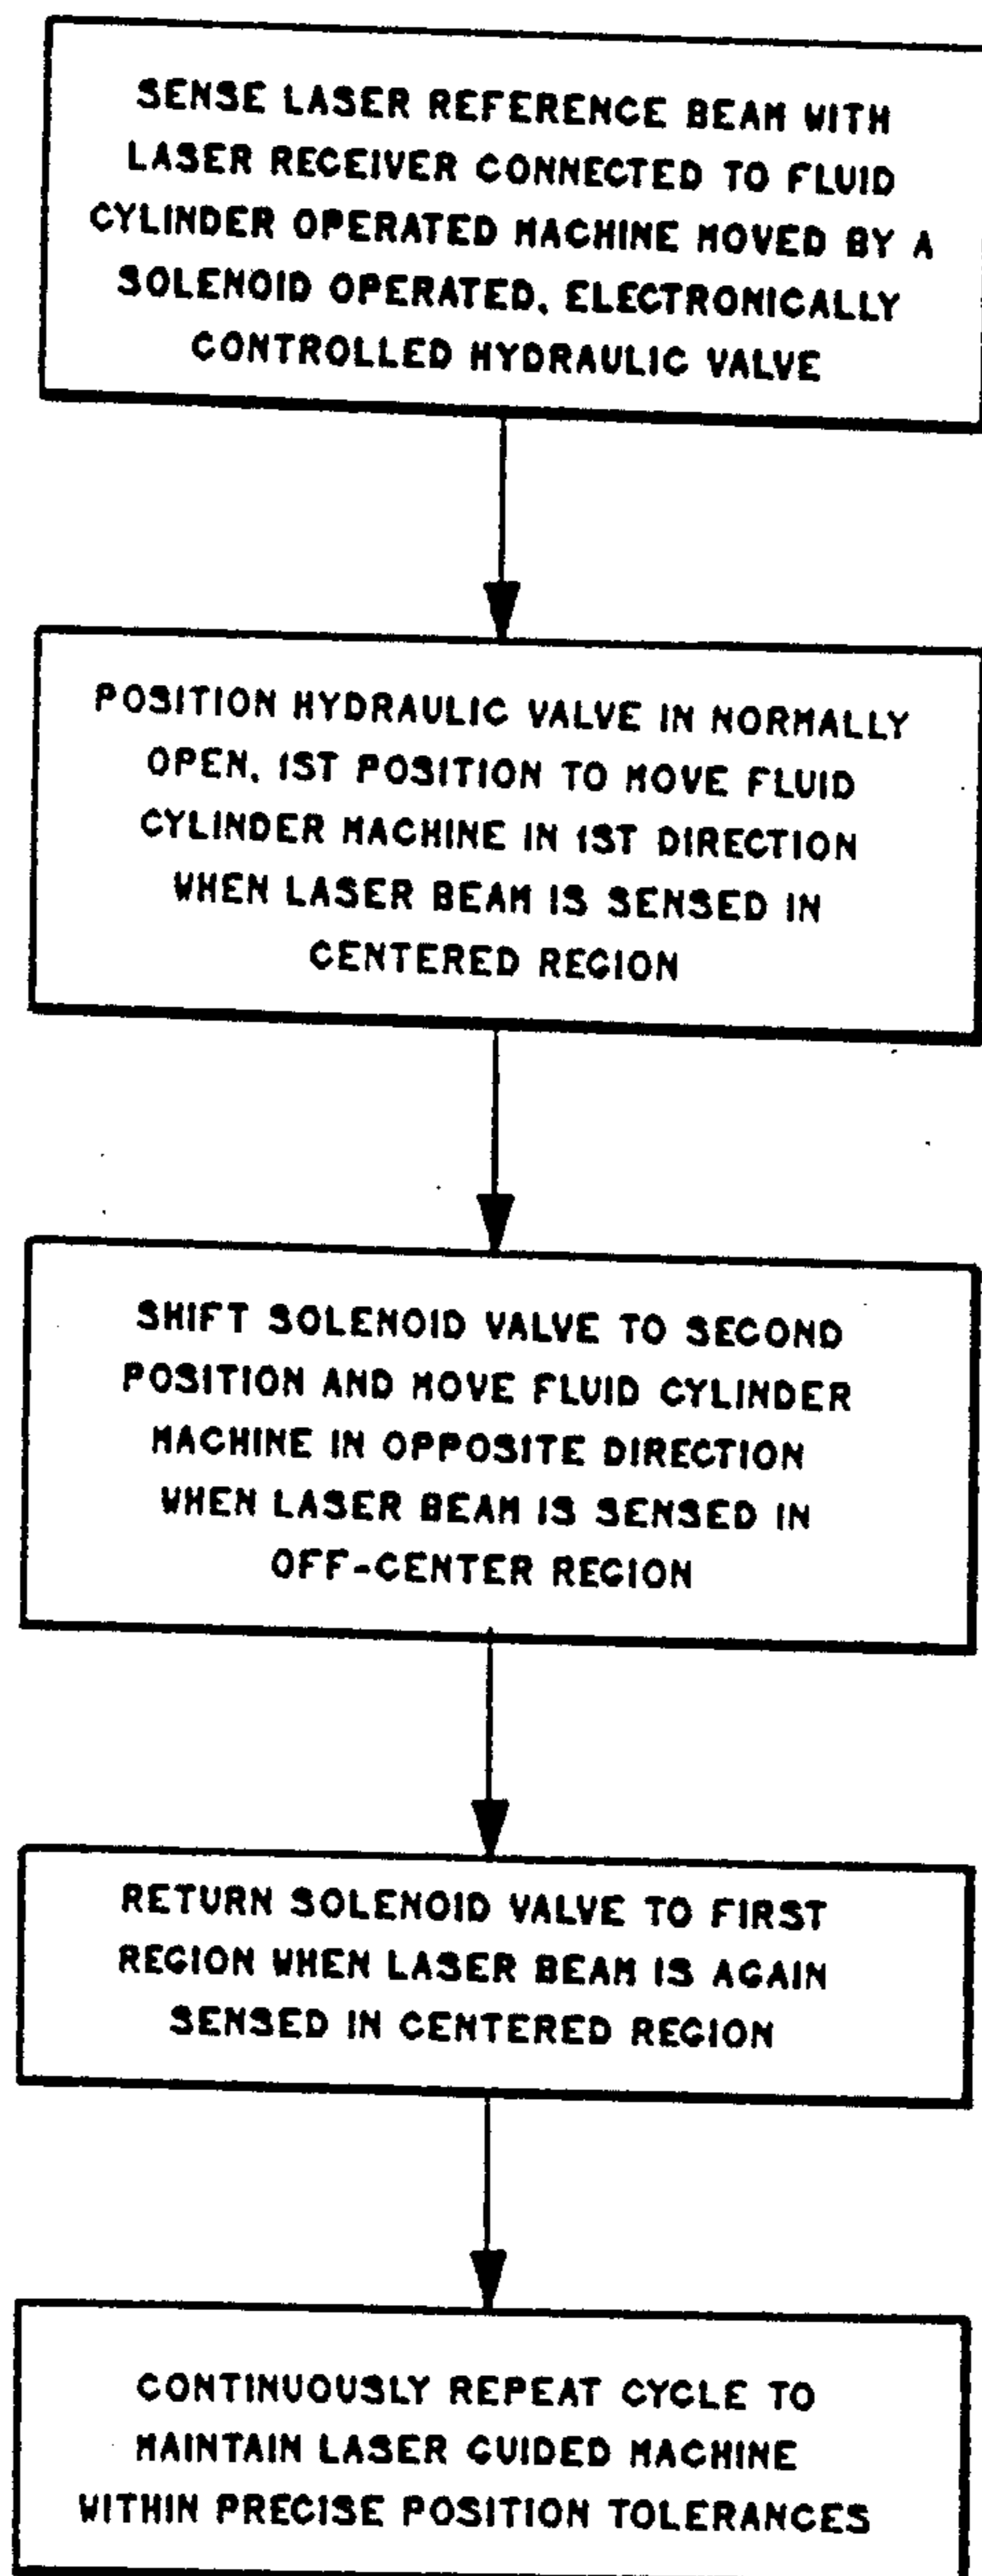 SENSE LASER REFERENCE BEAM WITH
LASER RECEIVER CONNECTED TO FLUID
CYLINDER OPERATED MACHINE MOVED BY A
SOLENOID OPERATED, ELECTRONICALLY
CONTROLLED HYDRAULIC VALVE
POSITION HYDRAULIC VALVE IN NORMALLY
OPEN, 1ST POSITION TO MOVE FLUID
CYLINDER MACHINE IN 1ST DIRECTION
WHEN LASER BEAM IS SENSED IN
CENTERED REGION
SHIFT SOLENOID VALVE TO SECOND
POSITION AND MOVE FLUID CYLINDER
MACHINE IN OPPOSITE DIRECTION
WHEN LASER BEAM IS SENSED IN
OFF-CENTER REGION
RETURN SOLENOID VALVE TO FIRST
REGION WHEN LASER BEAM IS AGAIN
SENSED IN CENTERED REGION
CONTINUOUSLY REPEAT CYCLE TO
MAINTAIN LASER GUIDED MACHINE
WITHIN PRECISE POSITION TOLERANCES